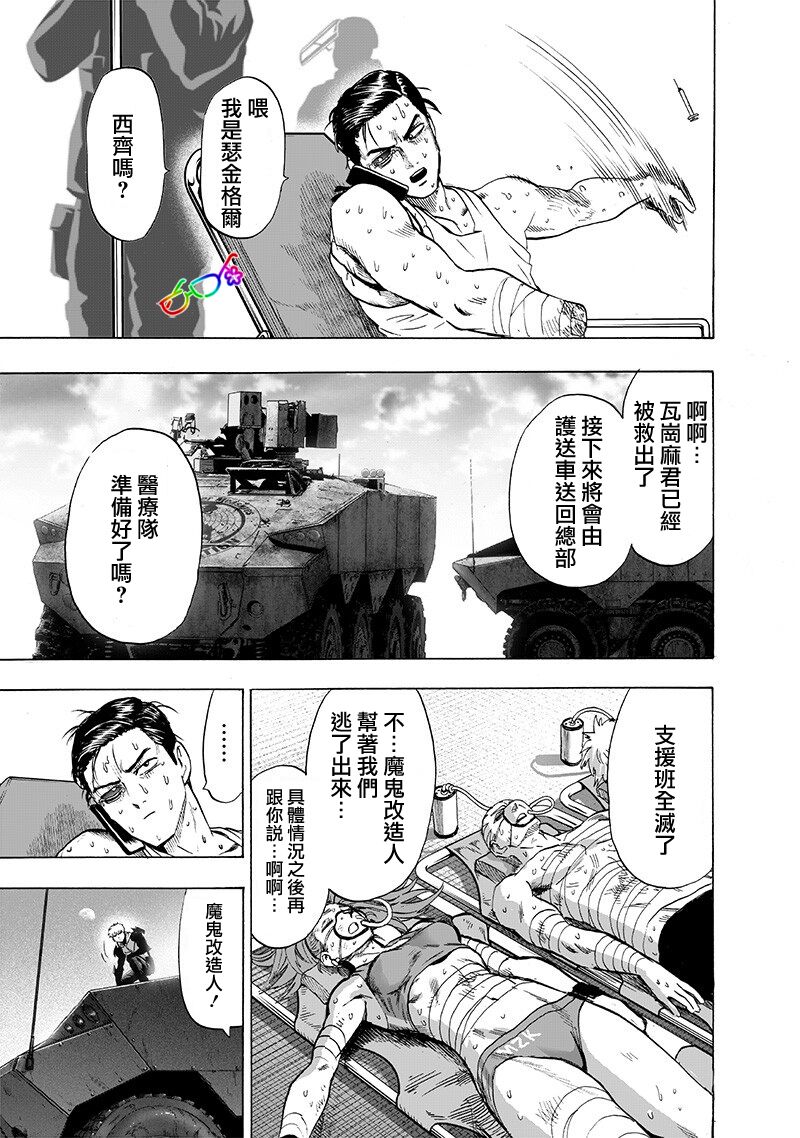 喂
我是瑟金格爾
西齊嗎?
啊啊…
瓦崗麻君已經
被救出了
接下來將會由
護送車送回總部
醫療隊
準備好了嗎?
支援班全滅了
不…魔鬼改造人
幫著我們
逃了出來…
具體情況之後再
跟你説…啊啊…
……
魔鬼改造人!
MZK